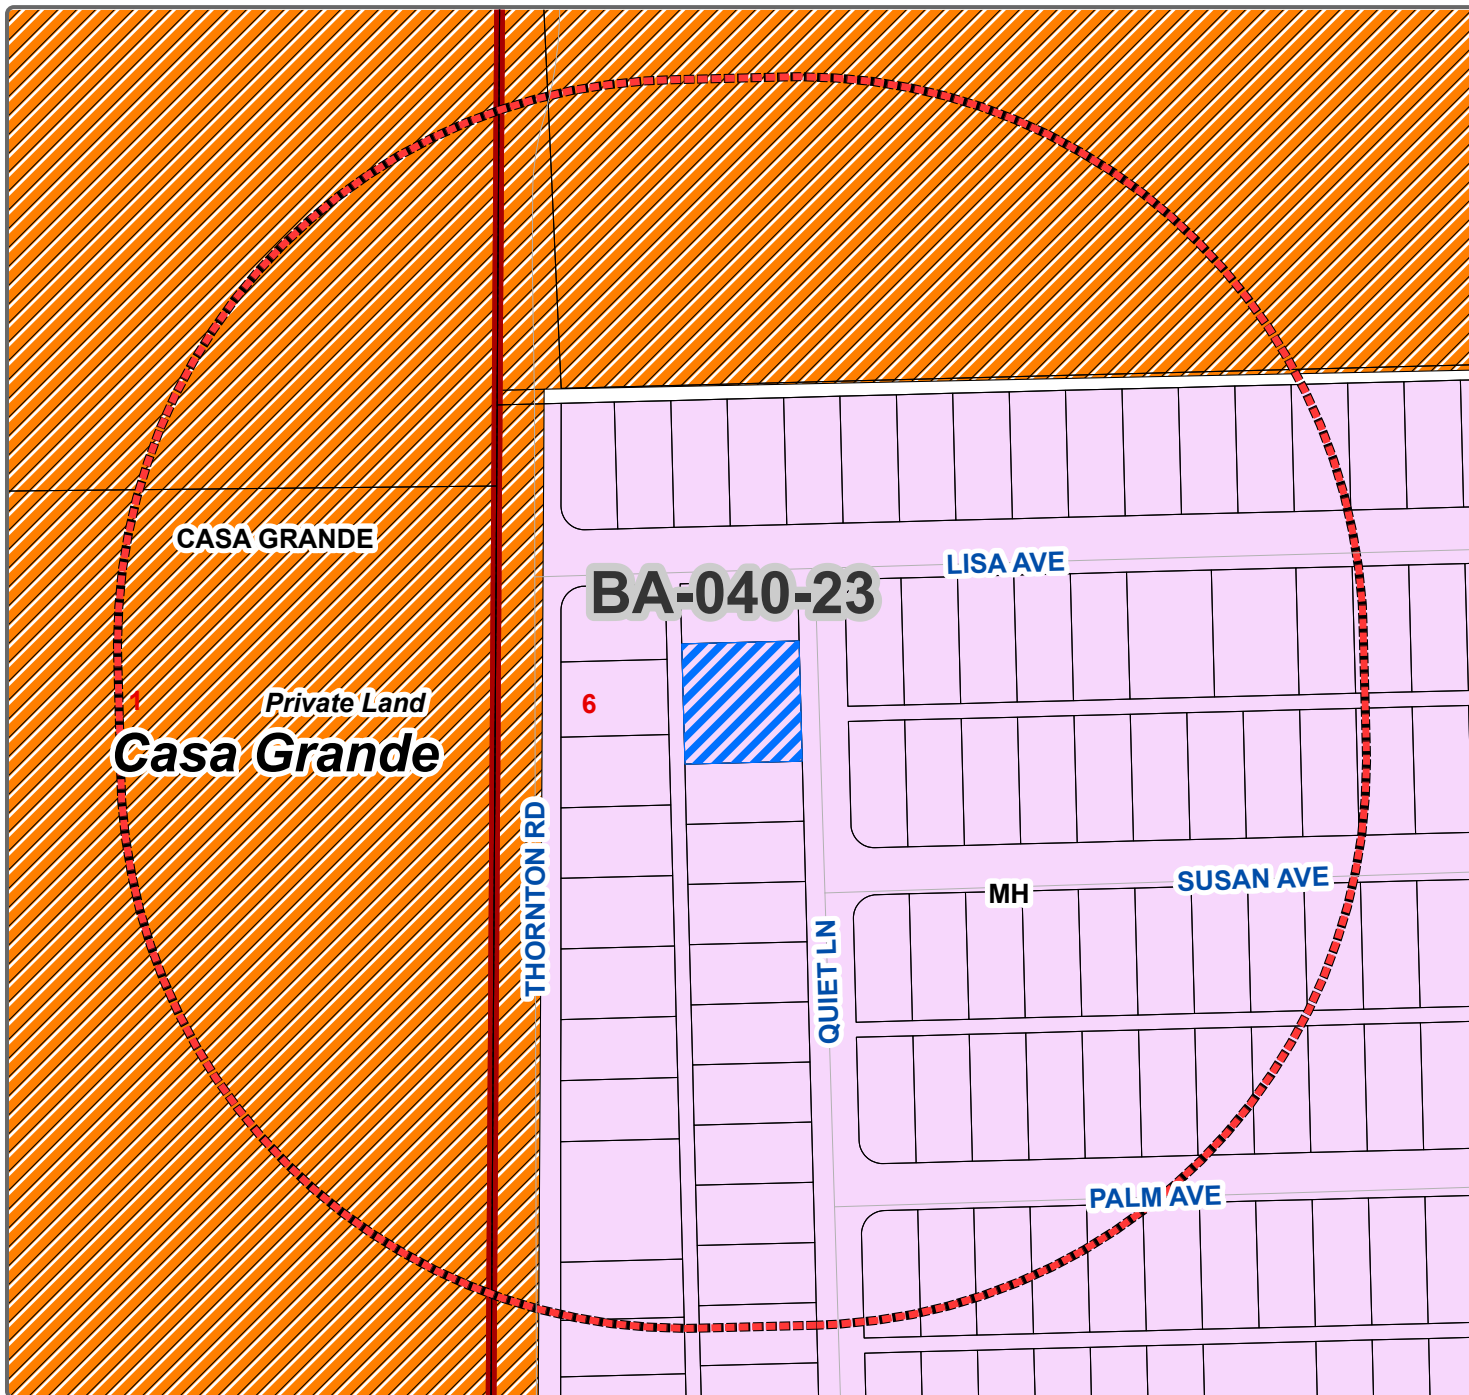 CASA GRANDE
LISA AVE
BA-040-23
1
Private Land
6
Casa Grande
THORNTON RD
SUSAN AVE
MH
QUIET LN
PALM AVE